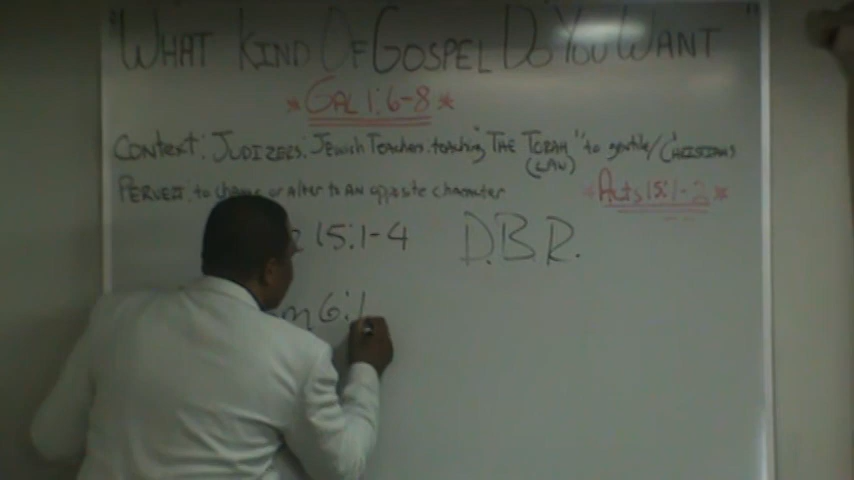 "WHAT KIND OF GOSPEL DO YOU WANT"
*GAL 1:6-8*
CONTEXT: JUDIZERS: JEWISH TEACHERS. teaching "THE TORAH" to gentile/CHRISTIANS
(LAW)
PERVERT: to change or alter to AN opposite character
*Acts 15:1-2*
15:1-4 D.B.R.
m 6:1